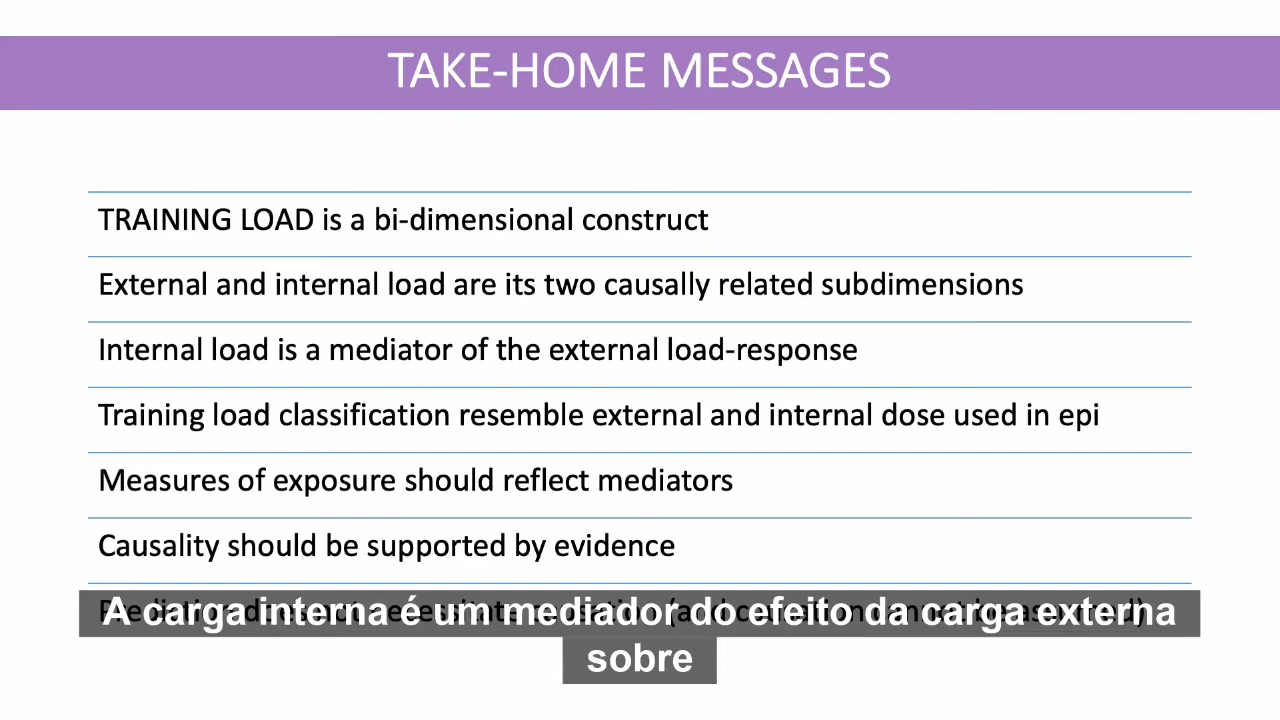 TAKE-HOME MESSAGES
TRAINING LOAD is a bi-dimensional construct
External and internal load are its two causally related subdimensions
Internal load is a mediator of the external load-response
Training load classification resemble external and internal dose used in epi
Measures of exposure should reflect mediators
Causality should be supported by evidence
A carga interna é um mediador do efeito da carga externa
sobre